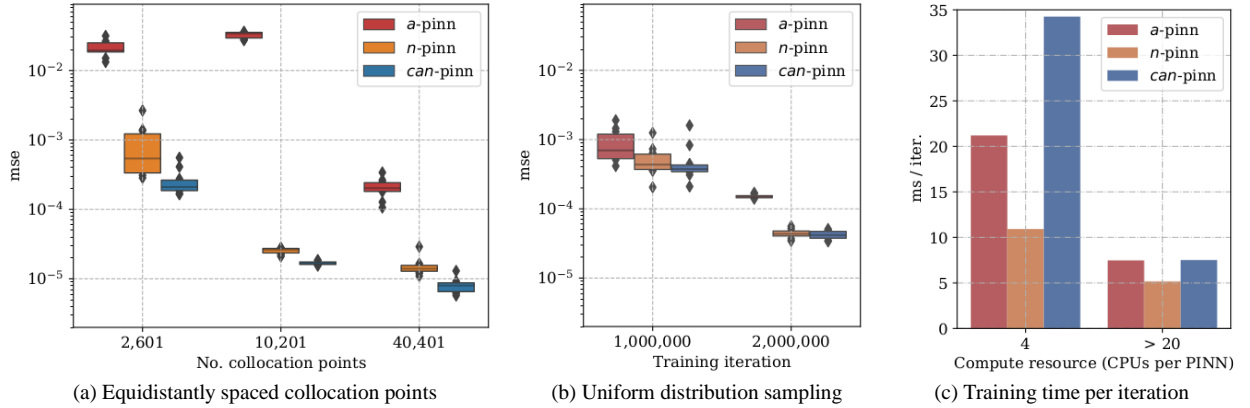 a-pinn
n-pinn
can-pinn
10⁻²
10⁻³
10⁻⁴
10⁻⁵
mse
2,601
10,201
40,401
No. collocation points
(a) Equidistantly spaced collocation points
a-pinn
n-pinn
can-pinn
10⁻²
10⁻³
10⁻⁴
10⁻⁵
mse
1,000,000
2,000,000
Training iteration
(b) Uniform distribution sampling
a-pinn
n-pinn
can-pinn
35
30
25
20
15
10
5
0
ms / iter.
4
> 20
Compute resource (CPUs per PINN)
(c) Training time per iteration